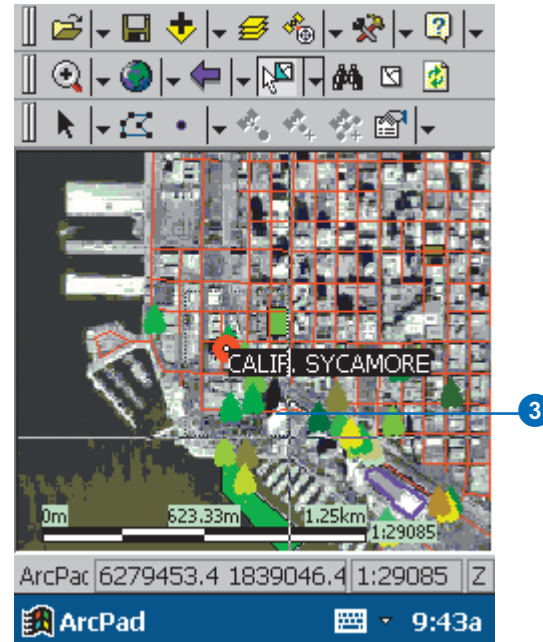 CALIF. SYCAMORE
3
0m 623.33m 1.25km
1:29085
ArcPac 6279453.4 1839046.4 1:29085 Z
ArcPad 9:43a